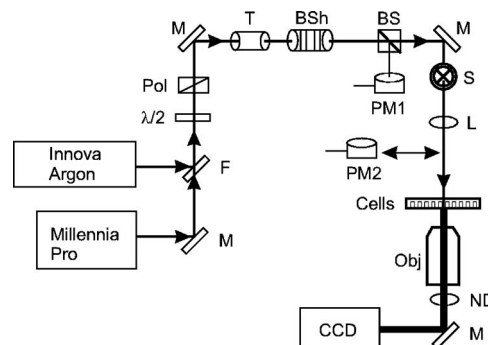 M
T
BSh
BS
M
Pol
PM1
S
λ/2
L
Innova
Argon
F
PM2
Cells
Millennia
Pro
M
Obj
ND
CCD
M